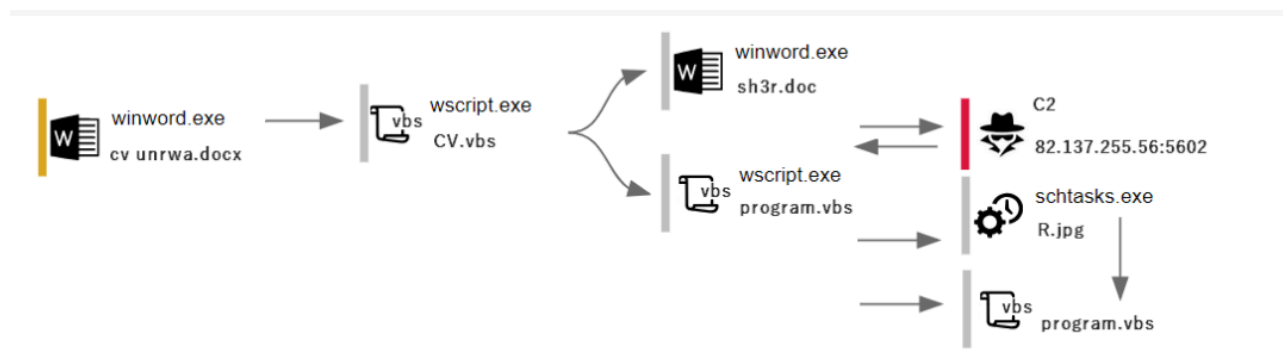 winword.exe
cv unrwa.docx
W
vbs
wscript.exe
CV.vbs
W
winword.exe
sh3r.doc
vbs
wscript.exe
program.vbs
C2
82.137.255.56:5602
schtasks.exe
R.jpg
vbs
program.vbs